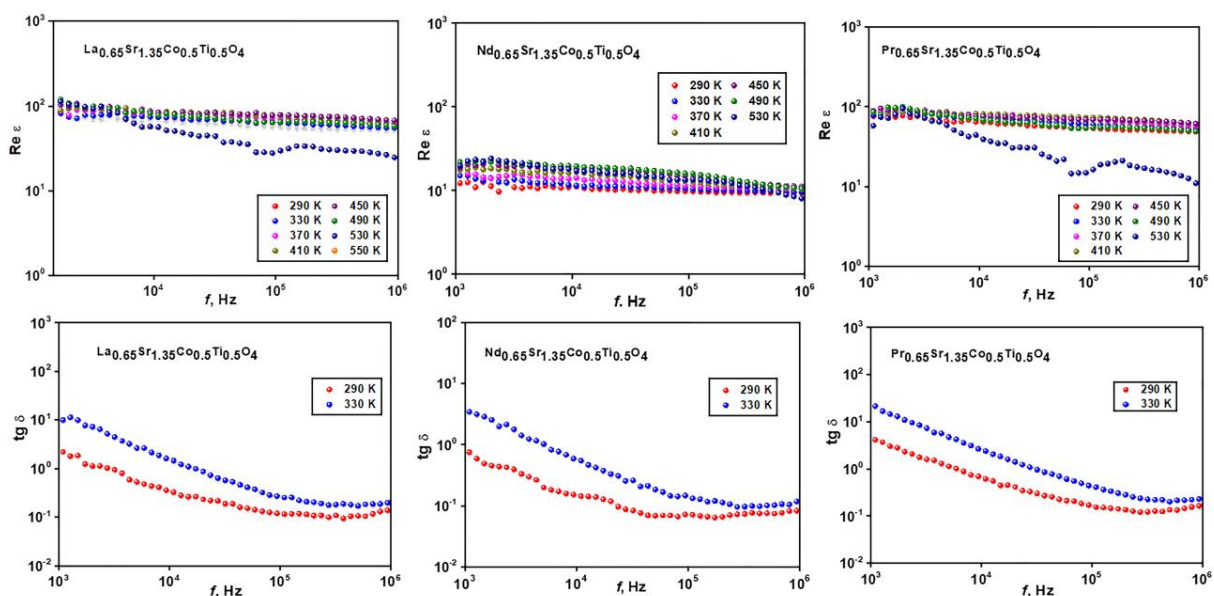 10³
La0.65Sr1.35Co0.5Ti0.5O4
10²
Re ε
10¹
290 K 450 K
330 K 490 K
370 K 530 K
410 K 550 K
10⁰
10⁴ 10⁵ 10⁶
f, Hz
10³
Nd0.65Sr1.35Co0.5Ti0.5O4
290 K 450 K
330 K 490 K
370 K 530 K
410 K
10²
Re ε
10¹
10⁰
10³ 10⁴ 10⁵ 10⁶
f. Hz
10³
Pr0.65Sr1.35Co0.5Ti0.5O4
10²
Re ε
10¹
290 K 450 K
330 K 490 K
370 K 530 K
410 K
10⁰
10³ 10⁴ 10⁵ 10⁶
f, Hz
10³
La0.65Sr1.35Co0.5Ti0.5O4
10²
290 K
330 K
10¹
tg δ
10⁰
10⁻¹
10⁻²
10³ 10⁴ 10⁵ 10⁶
f, Hz
10³
Nd0.65Sr1.35Co0.5Ti0.5O4
10²
290 K
330 K
10¹
tg δ
10⁰
10⁻¹
10⁻²
10³ 10⁴ 10⁵ 10⁶
f, Hz
10³
Pr0.65Sr1.35Co0.5Ti0.5O4
10²
290 K
330 K
10¹
tg δ
10⁰
10⁻¹
10⁻²
10³ 10⁴ 10⁵ 10⁶
f, Hz